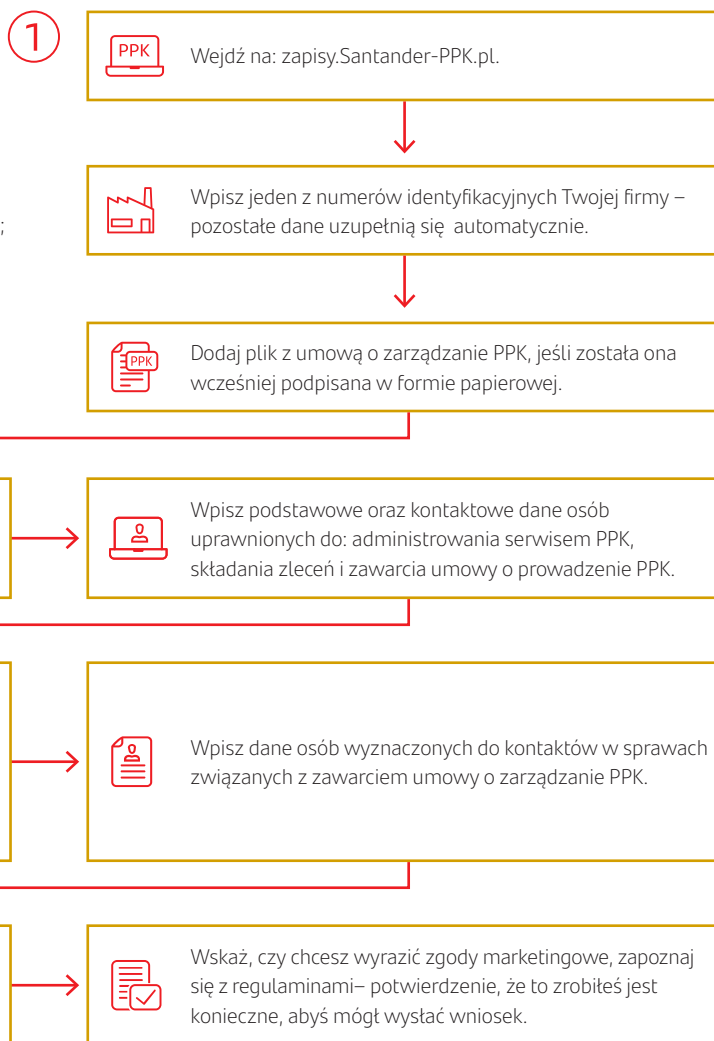 1
PPK
Wejdź na: zapisy.Santander-PPK.pl.
Wpisz jeden z numerów identyfikacyjnych Twojej firmy –
pozostałe dane uzupełnią się  automatycznie.
;
PPK
Dodaj plik z umową o zarządzanie PPK, jeśli została ona
wcześniej podpisana w formie papierowej.
Wpisz podstawowe oraz kontaktowe dane osób
uprawnionych do: administrowania serwisem PPK,
składania zleceń i zawarcia umowy o prowadzenie PPK.
Wpisz dane osób wyznaczonych do kontaktów w sprawach
związanych z zawarciem umowy o zarządzanie PPK.
Wskaż, czy chcesz wyrazić zgody marketingowe, zapoznaj
się z regulaminami– potwierdzenie, że to zrobiłeś jest
konieczne, abyś mógł wysłać wniosek.